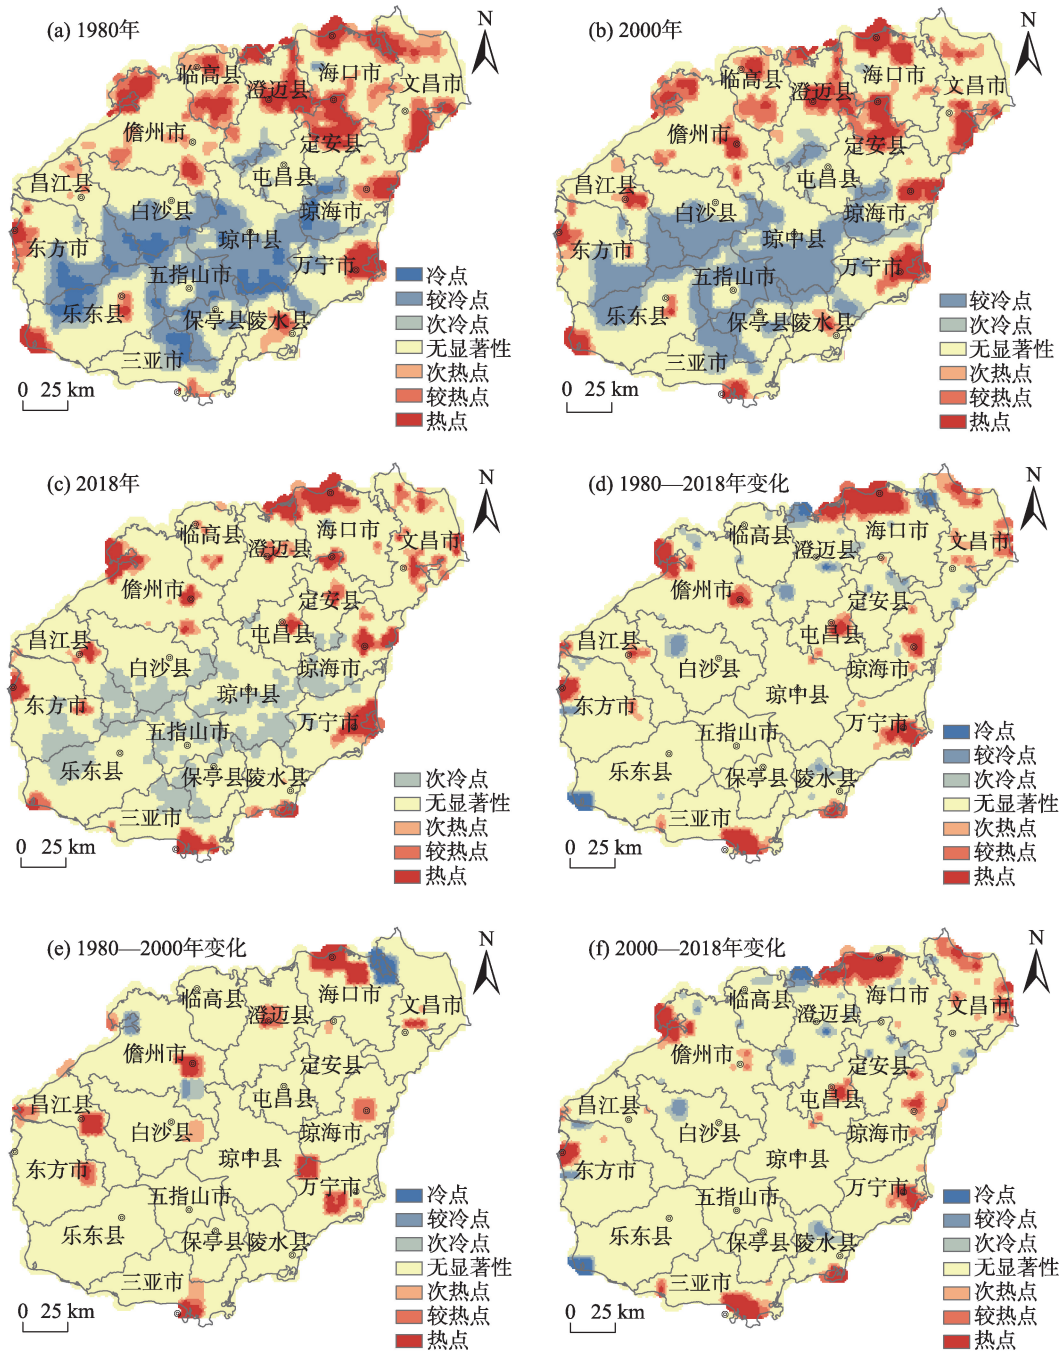 (a) 1980年
N
临高县
澄迈县
海口市
文昌市
儋州市
定安县
屯昌县
昌江县
白沙县
琼海市
东方市
琼中县
五指山市
万宁市
乐东县
保亭县
陵水县
三亚市
0 25 km
冷点
较冷点
次冷点
无显著性
次热点
较热点
热点
(b) 2000年
N
临高县
澄迈县
海口市
文昌市
儋州市
定安县
屯昌县
昌江县
白沙县
琼海市
东方市
琼中县
五指山市
万宁市
乐东县
保亭县
陵水县
三亚市
0 25 km
较冷点
次冷点
无显著性
次热点
较热点
热点
(c) 2018年
N
临高县
澄迈县
海口市
文昌市
儋州市
定安县
屯昌县
昌江县
白沙县
琼海市
东方市
琼中县
五指山市
万宁市
乐东县
保亭县
陵水县
三亚市
0 25 km
次冷点
无显著性
次热点
较热点
热点
(d) 1980—2018年变化
N
临高县
澄迈县
海口市
文昌市
儋州市
定安县
屯昌县
昌江县
白沙县
琼海市
东方市
琼中县
五指山市
万宁市
乐东县
保亭县
陵水县
三亚市
0 25 km
冷点
较冷点
次冷点
无显著性
次热点
较热点
热点
(e) 1980—2000年变化
N
临高县
澄迈县
海口市
文昌市
儋州市
定安县
屯昌县
昌江县
白沙县
琼海市
东方市
琼中县
五指山市
万宁市
乐东县
保亭县
陵水县
三亚市
0 25 km
冷点
较冷点
次冷点
无显著性
次热点
较热点
热点
(f) 2000—2018年变化
N
临高县
澄迈县
海口市
文昌市
儋州市
定安县
屯昌县
昌江县
白沙县
琼海市
东方市
琼中县
五指山市
万宁市
乐东县
保亭县
陵水县
三亚市
0 25 km
冷点
较冷点
次冷点
无显著性
次热点
较热点
热点